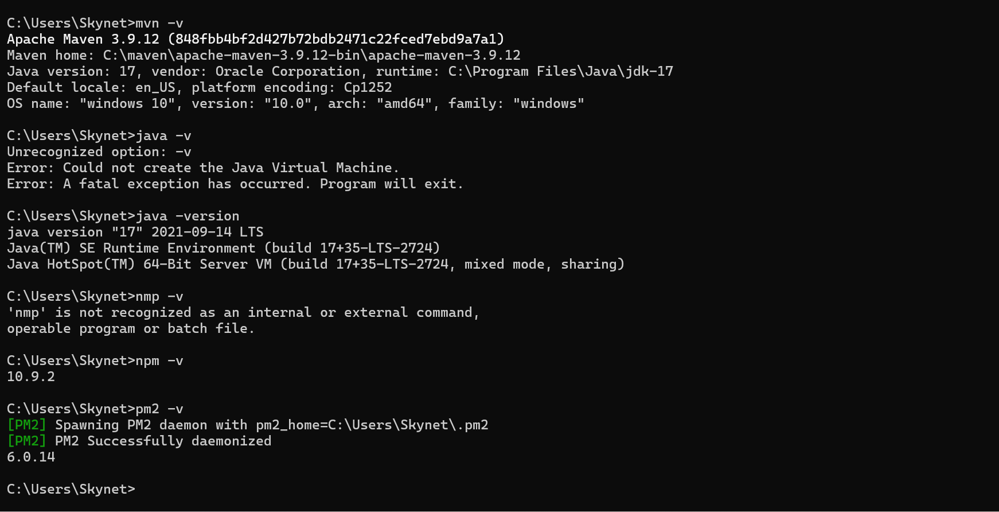 C:\Users\Skynet>mvn -v
Apache Maven 3.9.12 (848fbb4bf2d427b72bdb2471c22fced7ebd9a7a1)
Maven home: C:\maven\apache-maven-3.9.12-bin\apache-maven-3.9.12
Java version: 17, vendor: Oracle Corporation, runtime: C:\Program Files\Java\jdk-17
Default locale: en_US, platform encoding: Cp1252
OS name: "windows 10", version: "10.0", arch: "amd64", family: "windows"
C:\Users\Skynet>java -v
Unrecognized option: -v
Error: Could not create the Java Virtual Machine.
Error: A fatal exception has occurred. Program will exit.
C:\Users\Skynet>java -version
java version "17" 2021-09-14 LTS
Java(TM) SE Runtime Environment (build 17+35-LTS-2724)
Java HotSpot(TM) 64-Bit Server VM (build 17+35-LTS-2724, mixed mode, sharing)
C:\Users\Skynet>nmp -v
'nmp' is not recognized as an internal or external command,
operable program or batch file.
C:\Users\Skynet>npm -v
10.9.2
C:\Users\Skynet>pm2 -v
[PM2] Spawning PM2 daemon with pm2_home=C:\Users\Skynet\.pm2
[PM2] PM2 Successfully daemonized
6.0.14
C:\Users\Skynet>